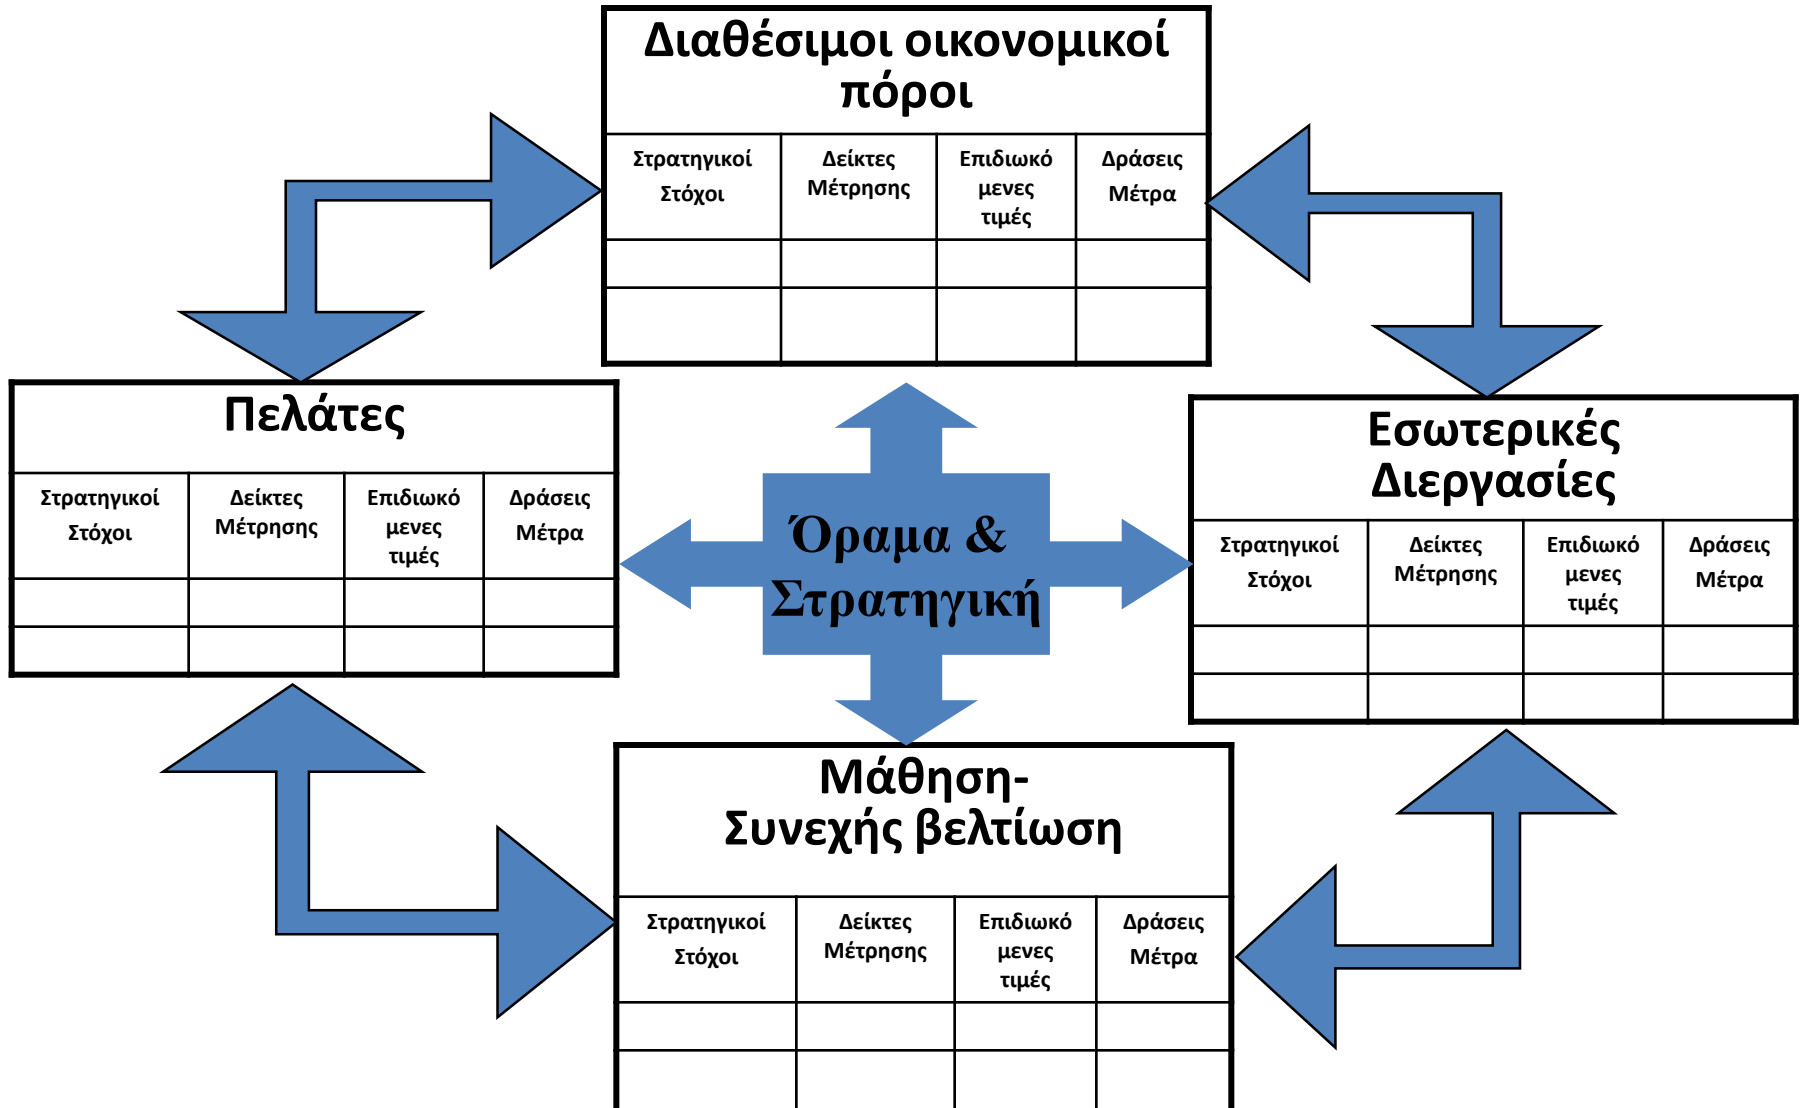 Διαθέσιμοι οικονομικοί
πόροι
Στρατηγικοί
Στόχοι
Δείκτες
Μέτρησης
Επιδιωκό
μενες
τιμές
Δράσεις
Μέτρα
Πελάτες
Στρατηγικοί
Στόχοι
Δείκτες
Μέτρησης
Επιδιωκό
μενες
τιμές
Δράσεις
Μέτρα
Όραμα &
Στρατηγική
Εσωτερικές
Διεργασίες
Στρατηγικοί
Στόχοι
Δείκτες
Μέτρησης
Επιδιωκό
μενες
τιμές
Δράσεις
Μέτρα
Μάθηση-
Συνεχής βελτίωση
Στρατηγικοί
Στόχοι
Δείκτες
Μέτρησης
Επιδιωκό
μενες
τιμές
Δράσεις
Μέτρα